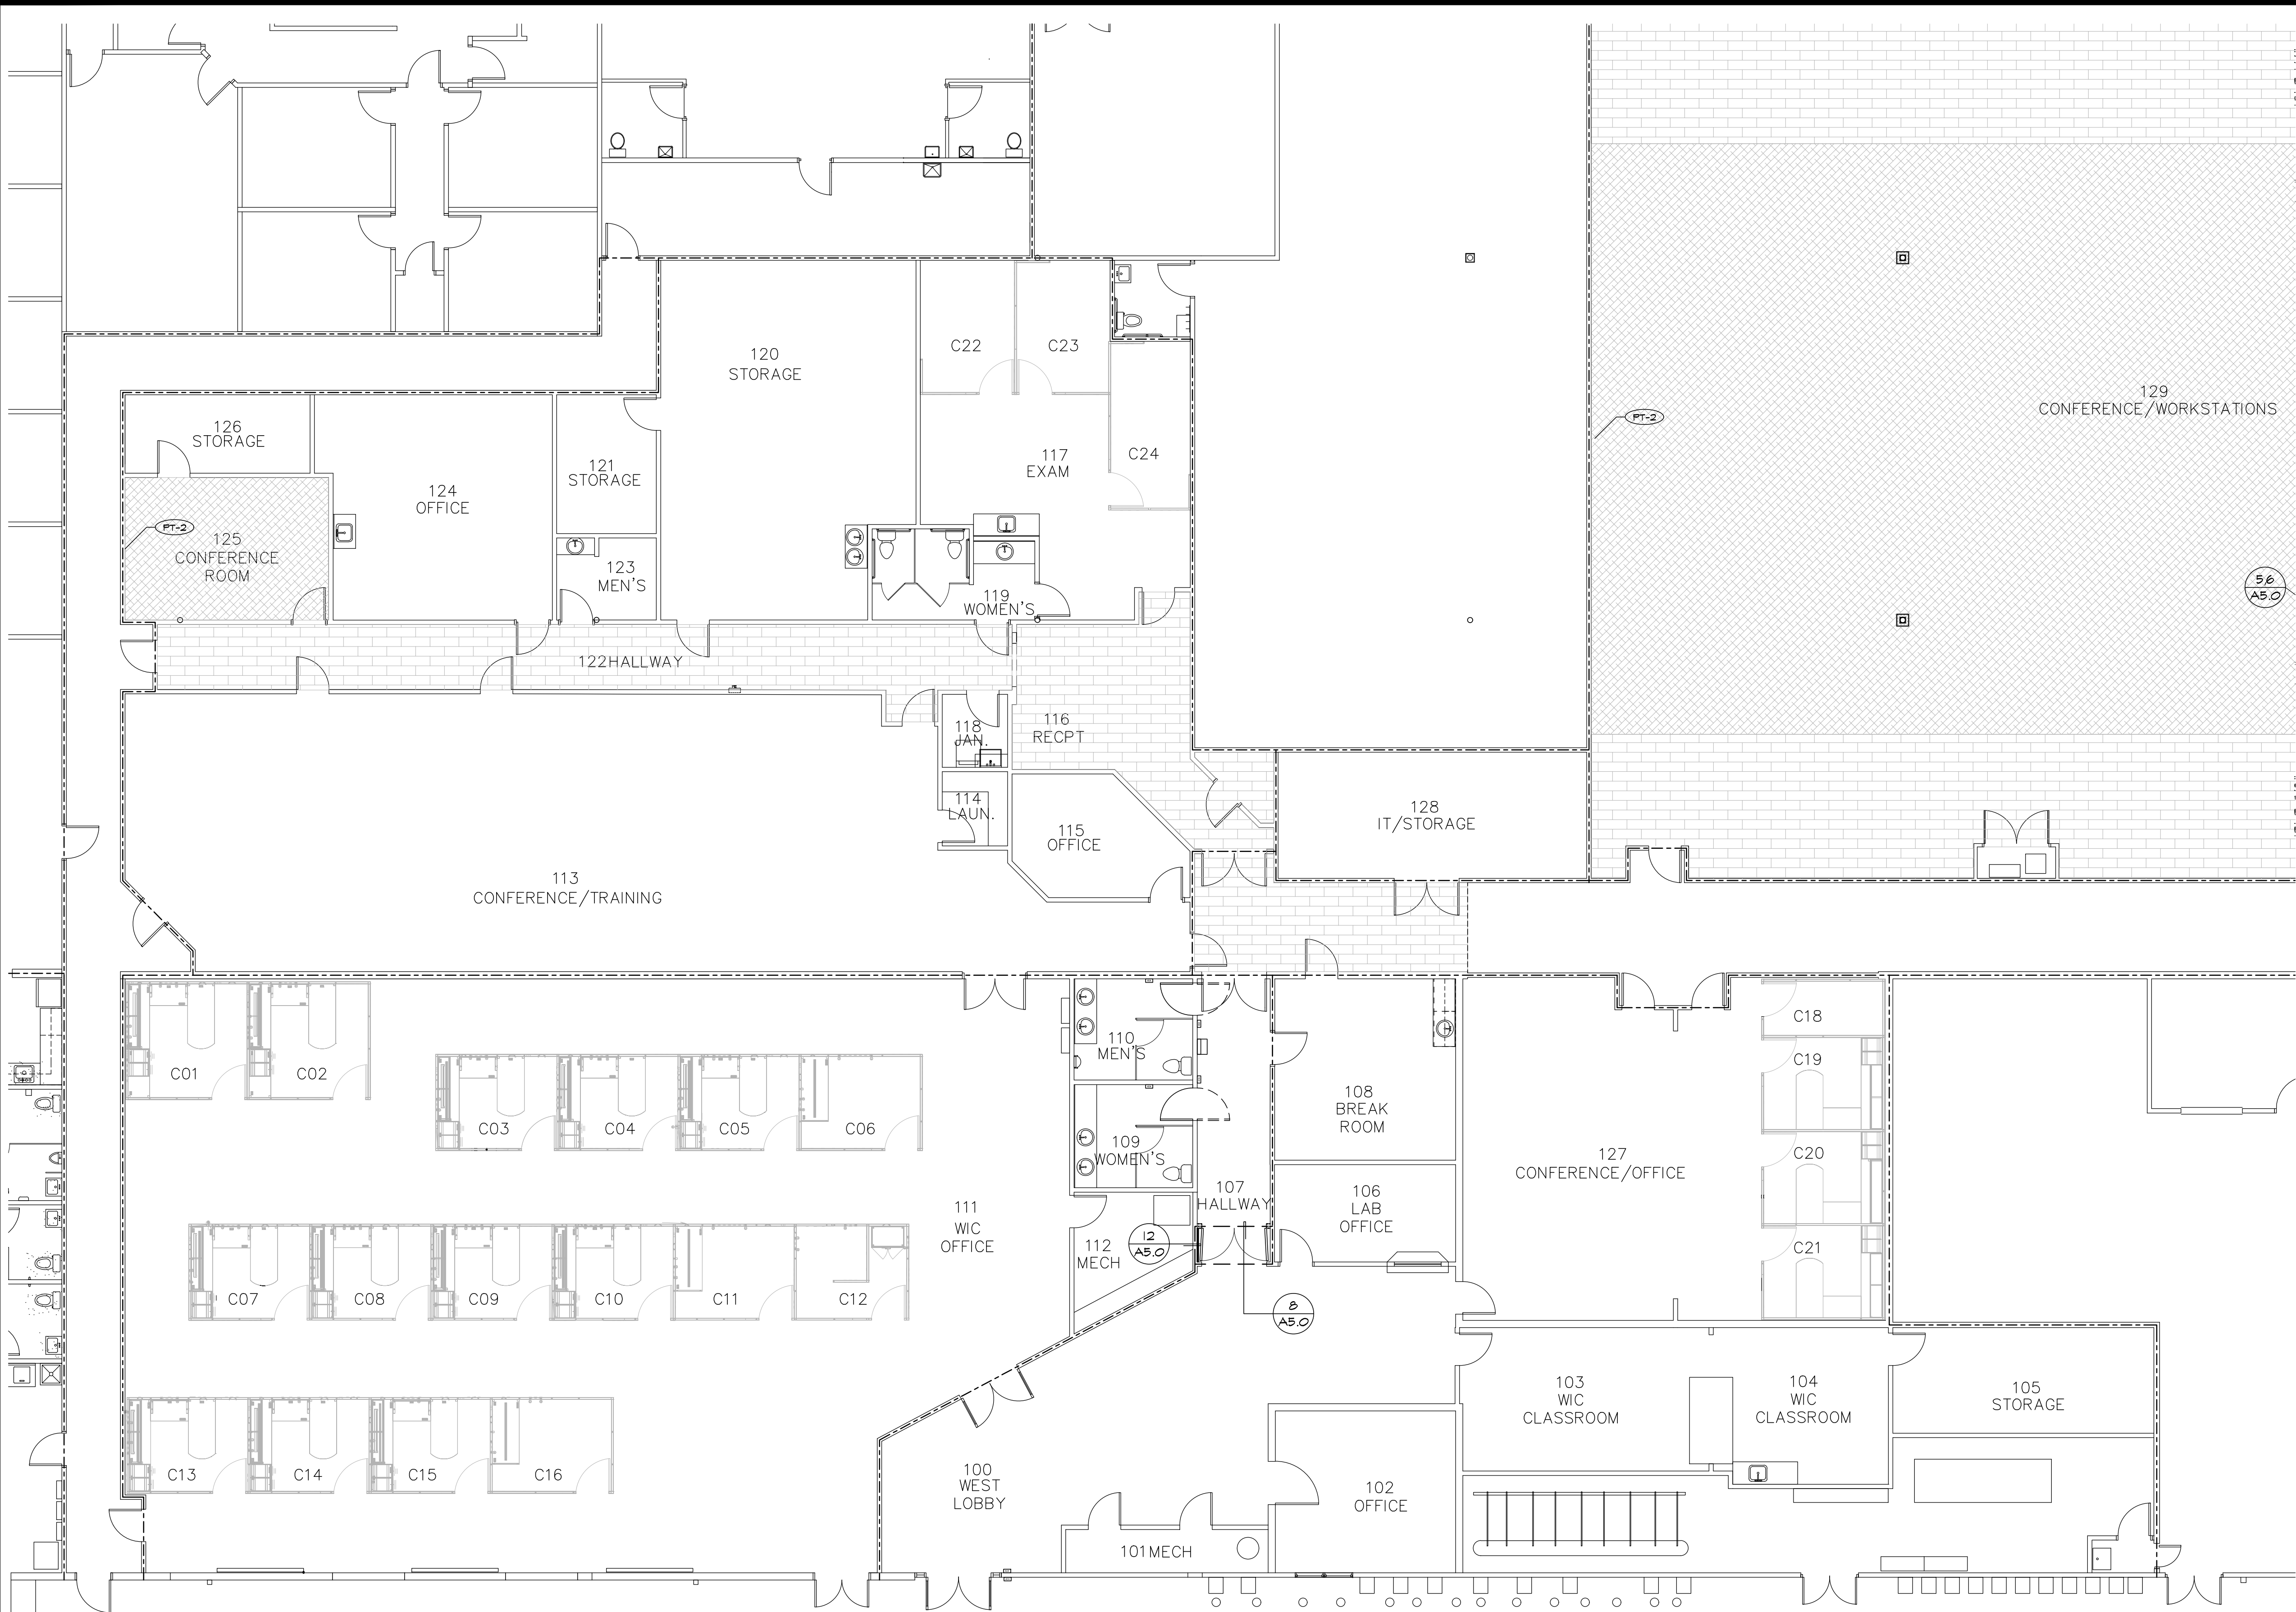 120
STORAGE
C22
C23
129
CONFERENCE/WORKSTATIONS
PT-2
126
STORAGE
121
STORAGE
117
EXAM
C24
124
OFFICE
PT-2
125
CONFERENCE
ROOM
123
MEN'S
119
WOMEN'S
5,6
A5.0
122 HALLWAY
118
JAN.
116
RECPT
114
LAUN.
115
OFFICE
128
IT/STORAGE
113
CONFERENCE/TRAINING
C01
C02
C03
C04
C05
C06
110
MEN'S
109
WOMEN'S
108
BREAK
ROOM
C18
C19
C20
C21
127
CONFERENCE/OFFICE
107
HALLWAY
106
LAB
OFFICE
111
WIC
OFFICE
112
MECH
12
A5.0
8
A5.0
C07
C08
C09
C10
C11
C12
103
WIC
CLASSROOM
104
WIC
CLASSROOM
105
STORAGE
C13
C14
C15
C16
100
WEST
LOBBY
102
OFFICE
101 MECH